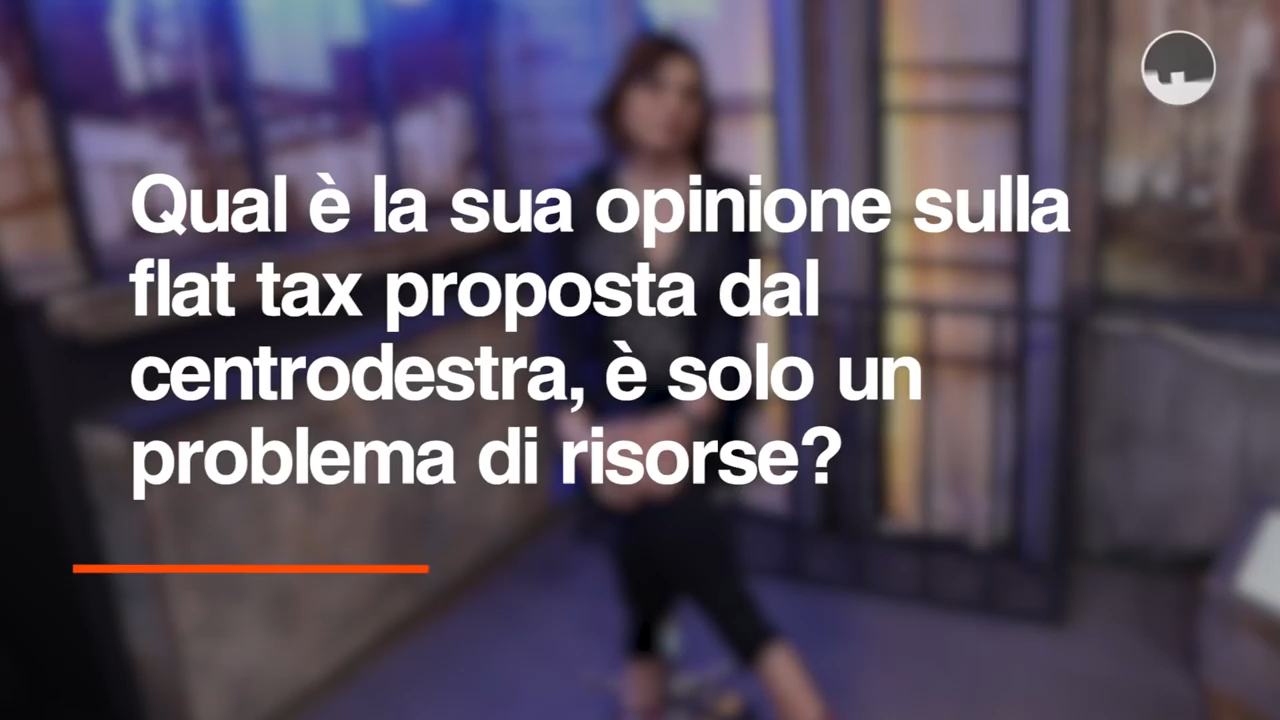 Qual è la sua opinione sulla
flat tax proposta dal
centrodestra, è solo un
problema di risorse?